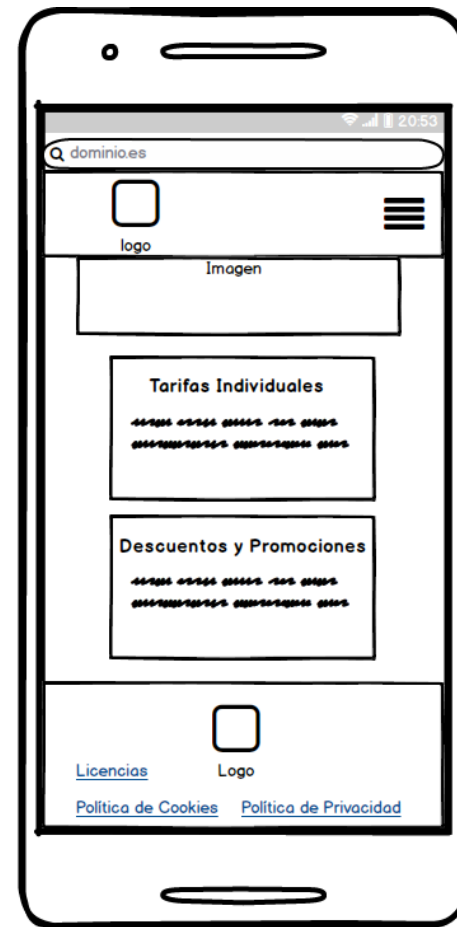 20:53
dominio.es
logo
Imagen
Tarifas Individuales
Descuentos y Promociones
Logo
Licencias
Política de Cookies Política de Privacidad